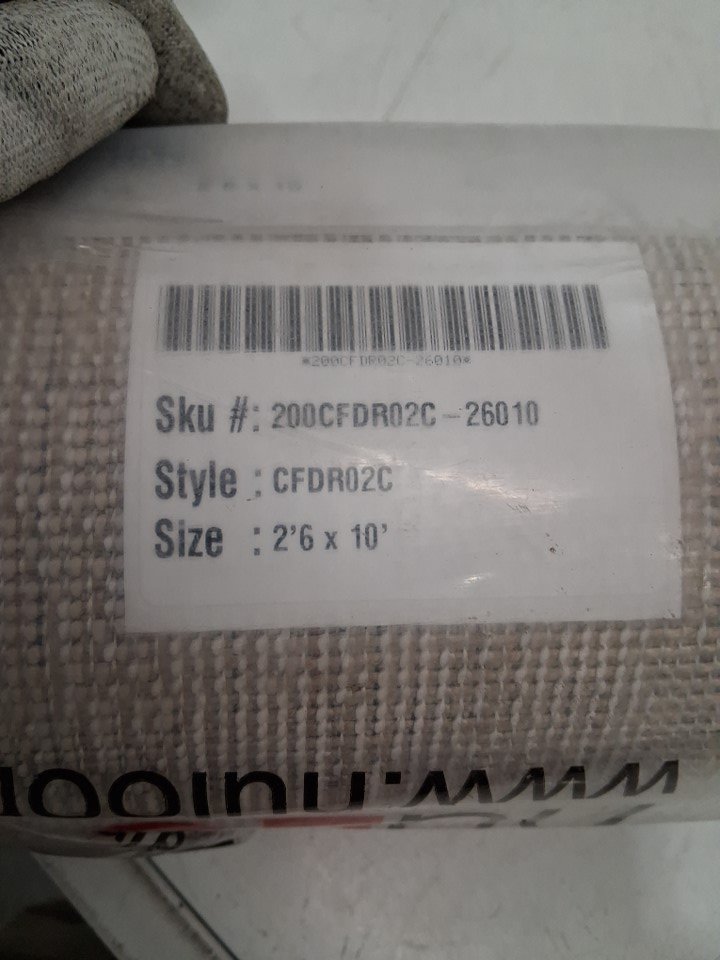 *200CFDR02C-26010*
Sku #: 200CFDR02C-26010
Style : CFDR02C
Size : 2'6 x 10'